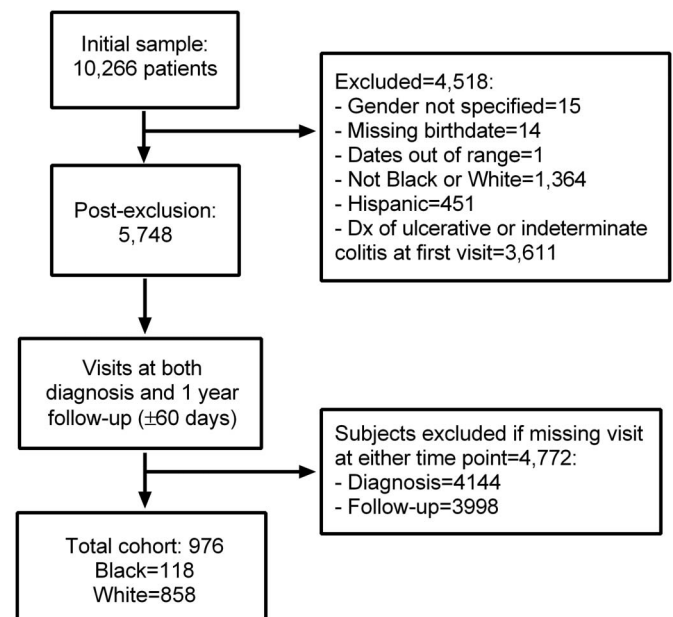 Initial sample:
10,266 patients
Excluded=4,518:
- Gender not specified=15
- Missing birthdate=14
- Dates out of range=1
- Not Black or White=1,364
- Hispanic=451
- Dx of ulcerative or indeterminate
colitis at first visit=3,611
Post-exclusion:
5,748
Visits at both
diagnosis and 1 year
follow-up (±60 days)
Subjects excluded if missing visit
at either time point=4,772:
- Diagnosis=4144
- Follow-up=3998
Total cohort: 976
Black=118
White=858